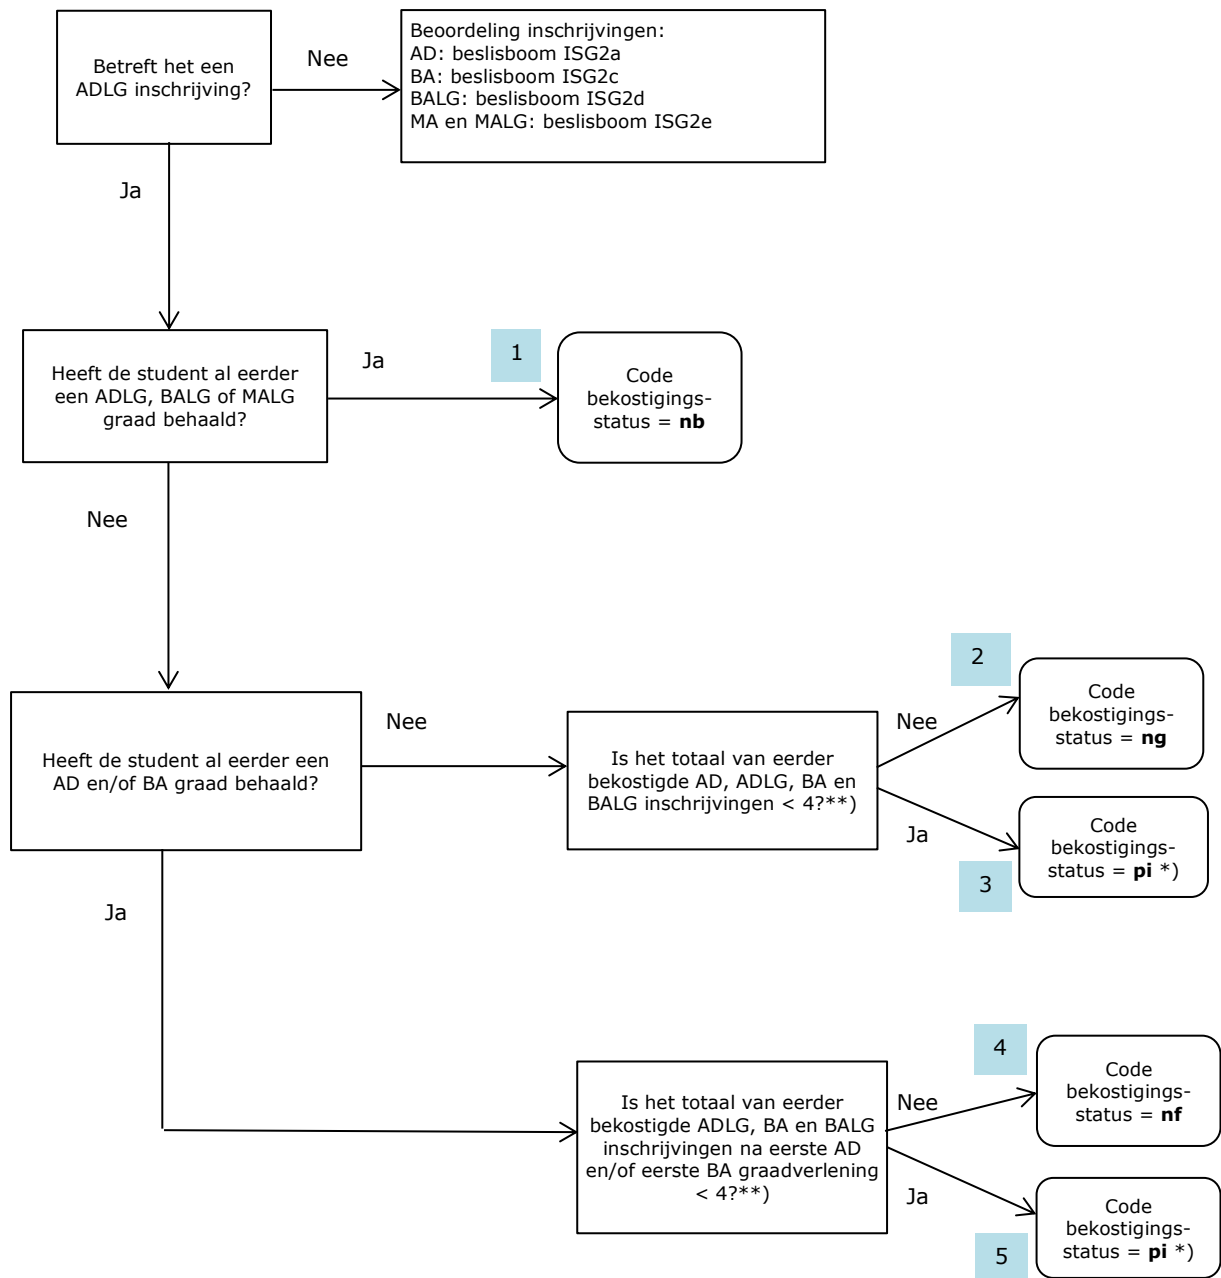 Betreft het een
ADLG inschrijving?
Nee
Beoordeling inschrijvingen:
AD: beslisboom ISG2a
BA: beslisboom ISG2c
BALG: beslisboom ISG2d
MA en MALG: beslisboom ISG2e
Ja
Heeft de student al eerder
een ADLG, BALG of MALG
graad behaald?
Ja
1
Code
bekostigings-
status = nb
Nee
Heeft de student al eerder een
AD en/of BA graad behaald?
Nee
Is het totaal van eerder
bekostigde AD, ADLG, BA en
BALG inschrijvingen < 4?**)
Nee
2
Code
bekostigings-
status = ng
Ja
3
Code
bekostigings-
status = pi *)
Ja
Is het totaal van eerder
bekostigde ADLG, BA en BALG
inschrijvingen na eerste AD
en/of eerste BA graadverlening
< 4?**)
Nee
4
Code
bekostigings-
status = nf
Ja
5
Code
bekostigings-
status = pi *)